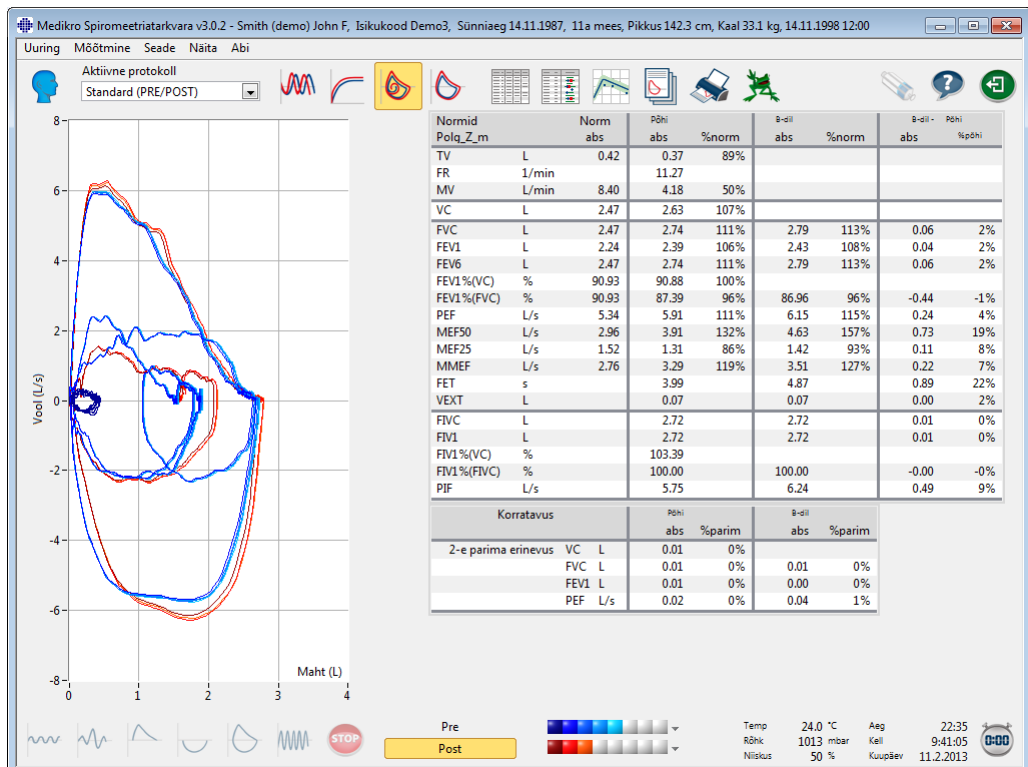 Medikro Spiromeetriatarkvara v3.0.2 - Smith (demo) John F, Isikukood Demo3, Sünniaeg 14.11.1987, 11a mees, Pikkus 142.3 cm, Kaal 33.1 kg, 14.11.1998 12:00
Uuring Mõõtmine Seade Näita Abi
Aktiivne protokoll
Standard (PRE/POST)
Normid Norm Põhi B-dil B-dil - Põhi
Polg_Z_m abs abs %norm abs %norm abs %põhi
TV L 0.42 0.37 89%
FR 1/min 11.27
MV L/min 8.40 4.18 50%
VC L 2.47 2.63 107%
FVC L 2.47 2.74 111% 2.79 113% 0.06 2%
FEV1 L 2.24 2.39 106% 2.43 108% 0.04 2%
FEV6 L 2.47 2.74 111% 2.79 113% 0.06 2%
FEV1%(VC) % 90.93 90.88 100%
FEV1%(FVC) % 90.93 87.39 96% 86.96 96% -0.44 -1%
PEF L/s 5.34 5.91 111% 6.15 115% 0.24 4%
MEF50 L/s 2.96 3.91 132% 4.63 157% 0.73 19%
MEF25 L/s 1.52 1.31 86% 1.42 93% 0.11 8%
MMEF L/s 2.76 3.29 119% 3.51 127% 0.22 7%
FET s 3.99 4.87 0.89 22%
VEXT L 0.07 0.07 0.00 2%
FIVC L 2.72 2.72 0.01 0%
FIV1 L 2.72 2.72 0.01 0%
FIV1%(VC) % 103.39
FIV1%(FIVC) % 100.00 100.00 -0.00 -0%
PIF L/s 5.75 6.24 0.49 9%
Korratavus Põhi B-dil
abs %parim abs %parim
2-e parima erinevus VC L 0.01 0%
FVC L 0.01 0% 0.01 0%
FEV1 L 0.01 0% 0.00 0%
PEF L/s 0.02 0% 0.04 1%
8
6
4
2
0
-2
-4
-6
-8
Vool (L/s)
Maht (L)
0 1 2 3 4
STOP
Pre
Post
Temp 24.0 °C Aeg 22:35
Rõhk 1013 mbar Kell 9:41:05
Niiskus 50 % Kuupäev 11.2.2013
0:00